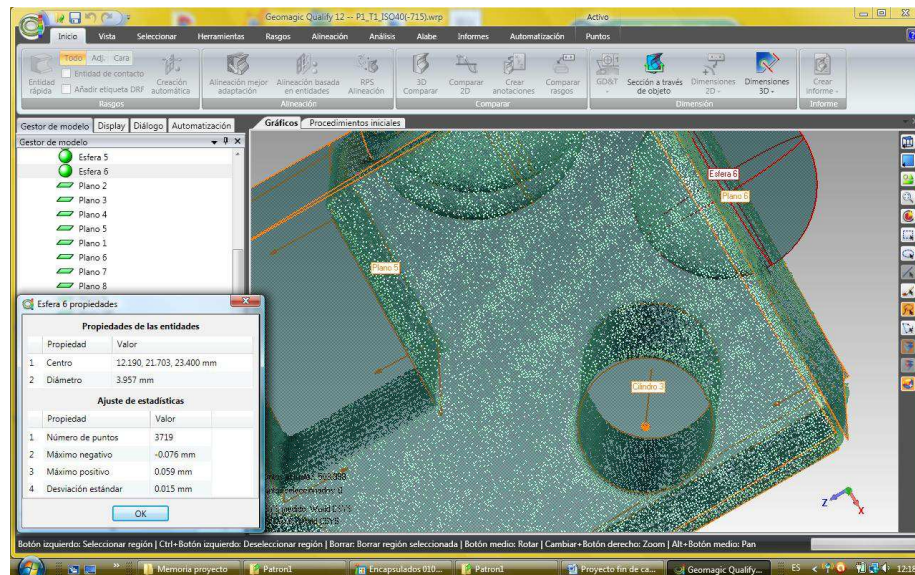 Geomagic Qualify 12 -- P1_T1_ISO40(-715).wrp
Activo
Inicio Vista Seleccionar Herramientas Rasgos Alineación Análisis Alabe Informes Automatización Puntos
Todo Adj. Cara
Entidad de contacto
Añadir etiqueta DRF
Entidad rápida
Creación automática
Rasgos
Alineación mejor adaptación
Alineación basada en entidades
RPS Alineación
Alineación
3D Comparar
Comparar 2D
Crear anotaciones
Comparar rasgos
Comparar
GD&T
Sección a través de objeto
Dimensiones 2D
Dimensiones 3D
Dimensión
Crear informe
Informe
Gestor de modelo Display Diálogo Automatización
Gráficos Procedimientos iniciales
Gestor de modelo
Esfera 5
Esfera 6
Plano 2
Plano 3
Plano 4
Plano 5
Plano 1
Plano 6
Plano 7
Plano 8
Esfera 6
Plano 6
Plano 5
Cilindro 3
Z
X
Esfera 6 propiedades
Propiedades de las entidades
Propiedad Valor
1 Centro 12.190, 21.703, 23.400 mm
2 Diámetro 3.957 mm
Ajuste de estadísticas
Propiedad Valor
1 Número de puntos 3719
2 Máximo negativo -0.076 mm
3 Máximo positivo 0.059 mm
4 Desviación estándar 0.015 mm
OK
World CSYS
Botón izquierdo: Seleccionar región | Ctrl+Botón izquierdo: Deseleccionar región | Borrar: Borrar región seleccionada | Botón medio: Rotar | Cambiar+Botón derecho: Zoom | Alt+Botón medio: Pan
Memoria proyecto
Patron1
Encapsulados 010...
Patron1
Proyecto fin de ca...
Geomagic Qualify...
ES
12:18